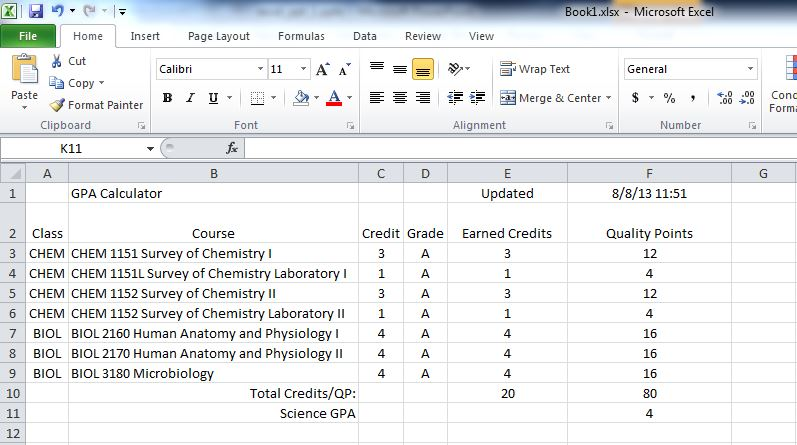 Book1.xlsx - Microsoft Excel
File Home Insert Page Layout Formulas Data Review View
Paste Cut Calibri 11 A A Wrap Text General
Copy
Format Painter B I U A Merge & Center $ % , .00 .0 Cond
Forma
Clipboard Font Alignment Number
K11 fx
A B C D E F G
1 GPA Calculator Updated 8/8/13 11:51
2 Class Course Credit Grade Earned Credits Quality Points
3 CHEM CHEM 1151 Survey of Chemistry I 3 A 3 12
4 CHEM CHEM 1151L Survey of Chemistry Laboratory I 1 A 1 4
5 CHEM CHEM 1152 Survey of Chemistry II 3 A 3 12
6 CHEM CHEM 1152 Survey of Chemistry Laboratory II 1 A 1 4
7 BIOL BIOL 2160 Human Anatomy and Physiology I 4 A 4 16
8 BIOL BIOL 2170 Human Anatomy and Physiology II 4 A 4 16
9 BIOL BIOL 3180 Microbiology 4 A 4 16
10 Total Credits/QP: 20 80
11 Science GPA 4
12